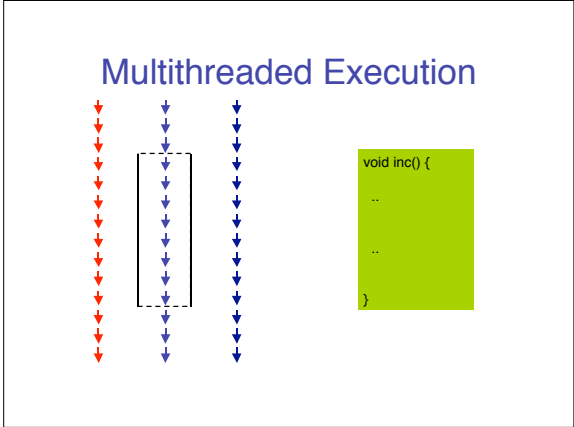 Multithreaded Execution
void inc() {
..
..
}